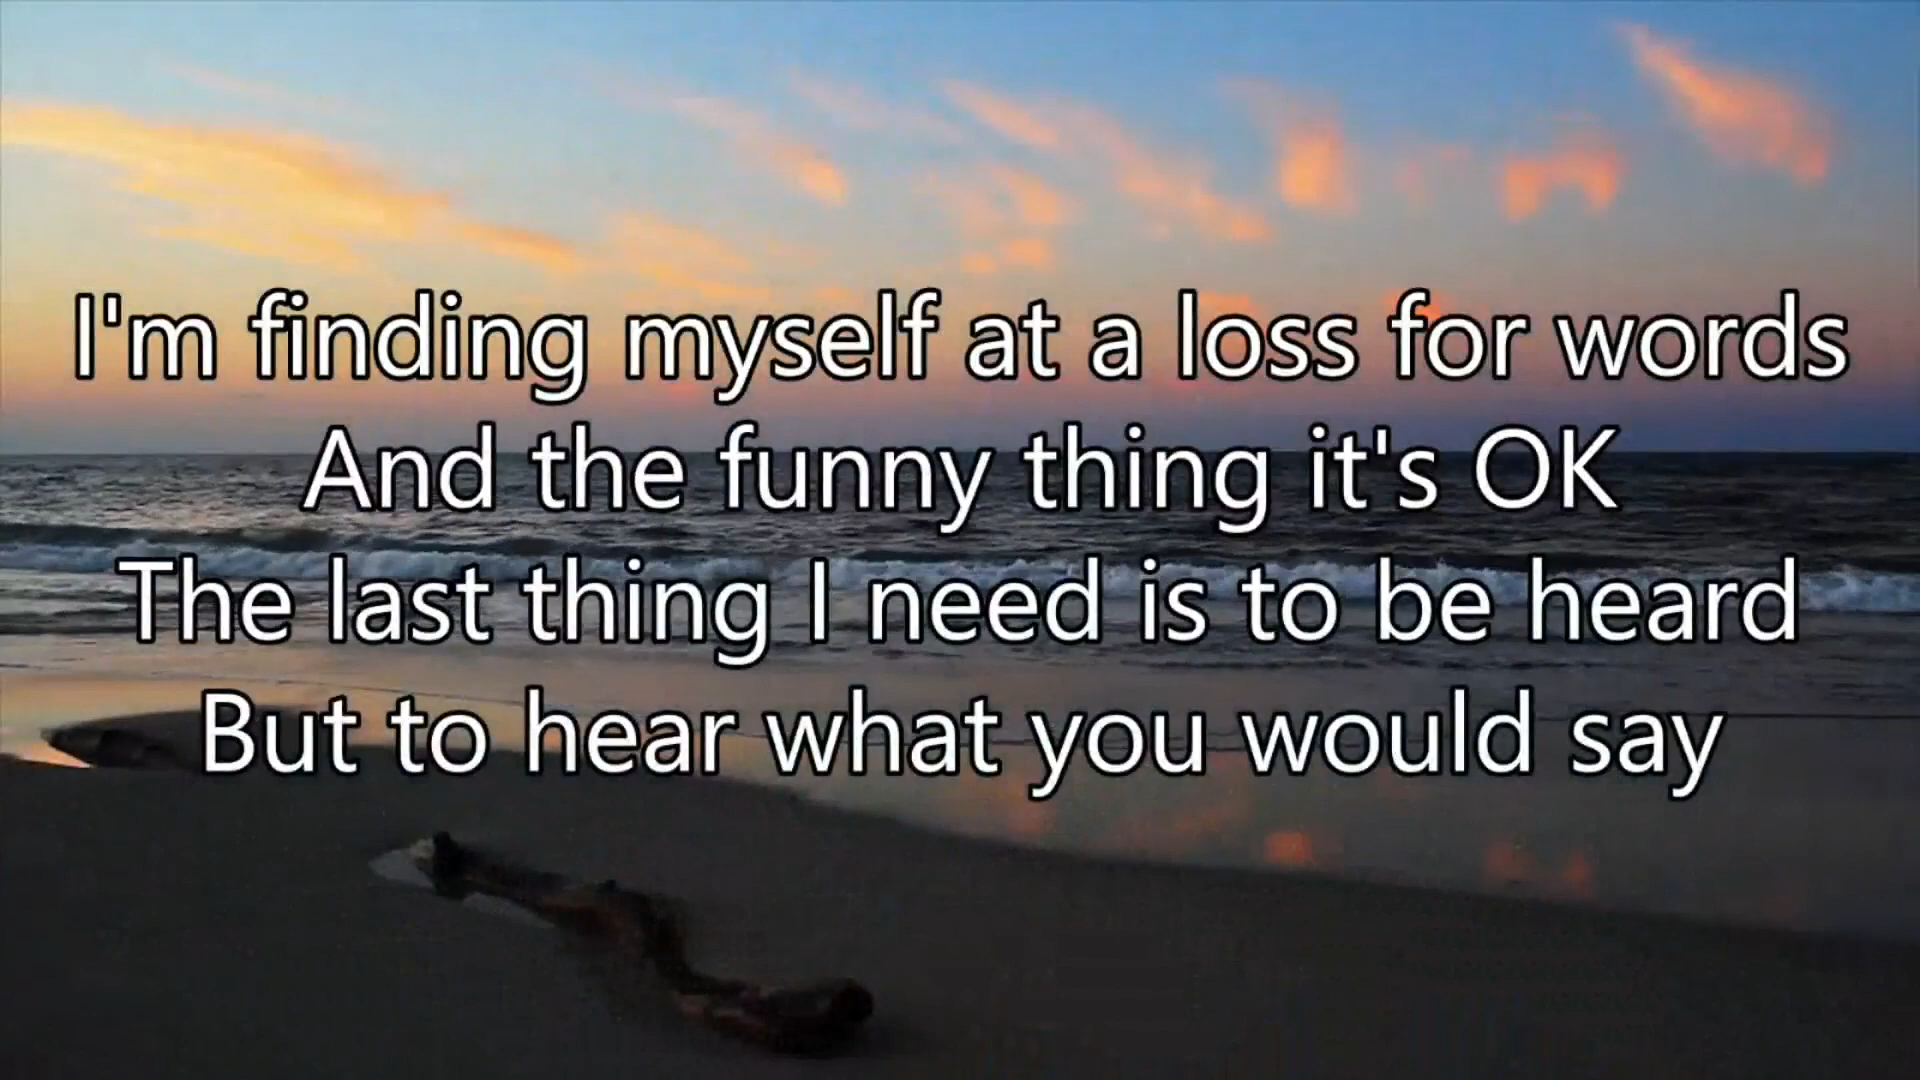 I'm finding myself at a loss for words
And the funny thing it's OK
The last thing I need is to be heard
But to hear what you would say